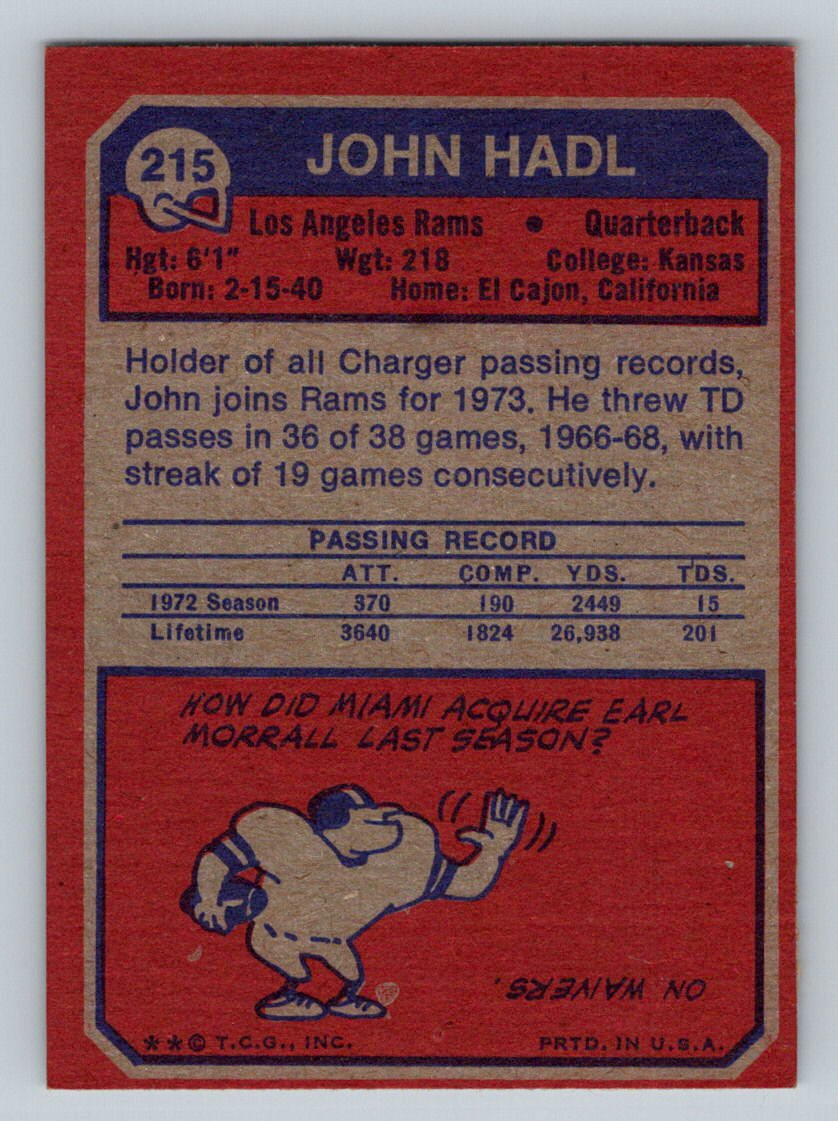 215
JOHN HADL
Los Angeles Rams • Quarterback
Hgt: 6'1" Wgt: 218 College: Kansas
Born: 2-15-40 Home: El Cajon, California
Holder of all Charger passing records,
John joins Rams for 1973. He threw TD
passes in 36 of 38 games, 1966-68, with
streak of 19 games consecutively.
PASSING RECORD
ATT. COMP. YDS. TDS.
1972 Season 370 190 2449 15
Lifetime 3640 1824 26,938 201
HOW DID MIAMI ACQUIRE EARL
MORRALL LAST SEASON?
ON WAIVERS.
**© T.C.G., INC. PRTD. IN U.S.A.